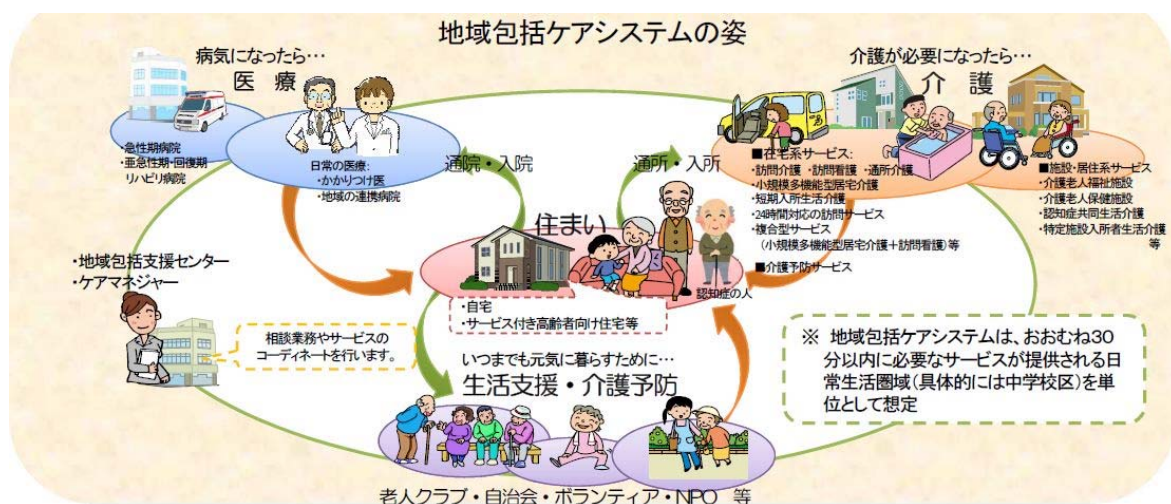 地域包括ケアシステムの姿
病気になったら…
医 療
・急性期病院
・亜急性期・回復期
リハビリ病院
日常の医療:
・かかりつけ医
・地域の連携病院
通院・入院
通所・入所
介護が必要になったら…
介 護
■在宅系サービス:
・訪問介護 ・訪問看護 ・通所介護
・小規模多機能型居宅介護
・短期入所生活介護
・24時間対応の訪問サービス
・複合型サービス
(小規模多機能型居宅介護+訪問看護)等
■介護予防サービス
■施設・居住系サービス
・介護老人福祉施設
・介護老人保健施設
・認知症共同生活介護
・特定施設入所者生活介護
等
住まい
認知症の人
・自宅
・サービス付き高齢者向け住宅等
・地域包括支援センター
・ケアマネジャー
相談業務やサービスの
コーディネートを行います。
いつまでも元気に暮らすために…
生活支援・介護予防
老人クラブ・自治会・ボランティア・NPO 等
※ 地域包括ケアシステムは、おおむね30
分以内に必要なサービスが提供される日
常生活圏域(具体的には中学校区)を単
位として想定